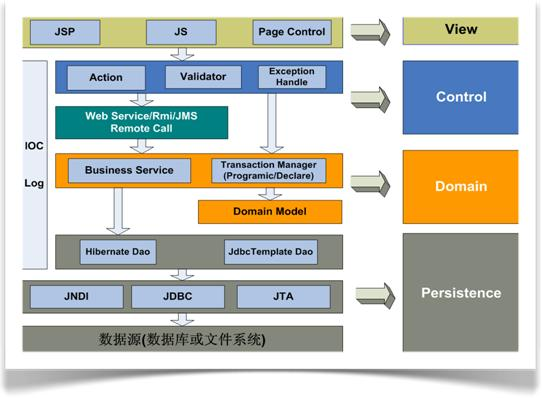 JSP
JS
Page Control
View
Action
Validator
Exception
Handle
Control
Web Service/Rmi/JMS
Remote Call
IOC
Log
Business Service
Transaction Manager
(Programic/Declare)
Domain
Domain Model
Hibernate Dao
JdbcTemplate Dao
Persistence
JNDI
JDBC
JTA
数据源(数据库或文件系统)